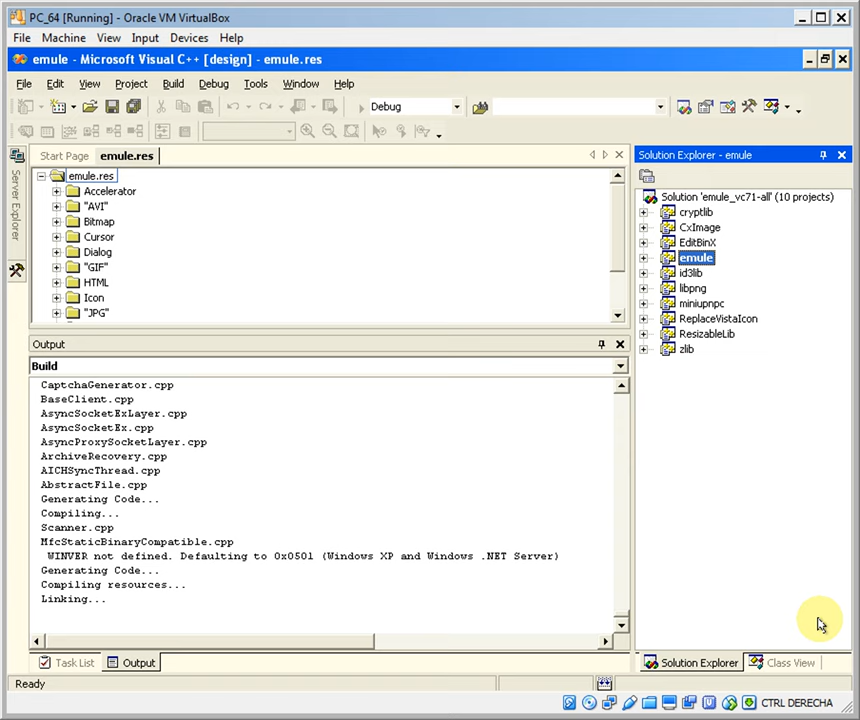 PC_64 [Running] - Oracle VM VirtualBox
File Machine View Input Devices Help
emule - Microsoft Visual C++ [design] - emule.res
File Edit View Project Build Debug Tools Window Help
Debug
Start Page emule.res
Solution Explorer - emule
Server Explorer
emule.res
Accelerator
"AVI"
Bitmap
Cursor
Dialog
"GIF"
HTML
Icon
"JPG"
Solution 'emule_vc71-all' (10 projects)
cryptlib
CxImage
EditBinX
emule
id3lib
libpng
miniupnpc
ReplaceVistaIcon
ResizableLib
zlib
Output
Build
CaptchaGenerator.cpp
BaseClient.cpp
AsyncSocketExLayer.cpp
AsyncSocketEx.cpp
AsyncProxySocketLayer.cpp
ArchiveRecovery.cpp
AICHSyncThread.cpp
AbstractFile.cpp
Generating Code...
Compiling...
Scanner.cpp
MfcStaticBinaryCompatible.cpp
WINVER not defined. Defaulting to 0x0501 (Windows XP and Windows .NET Server)
Generating Code...
Compiling resources...
Linking...
Task List Output
Solution Explorer Class View
Ready
CTRL DERECHA